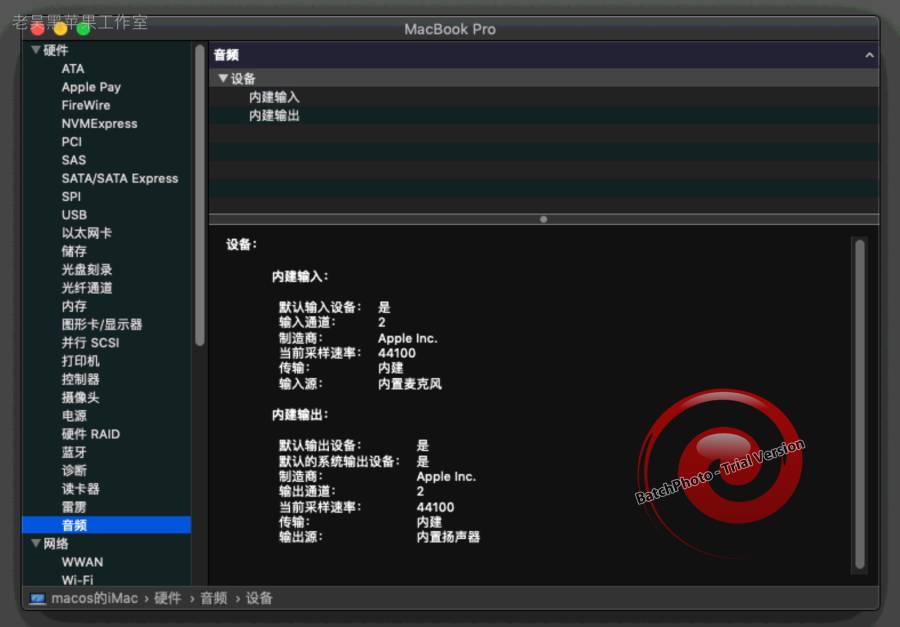 老吴黑苹果工作室
MacBook Pro
硬件
ATA
Apple Pay
FireWire
NVMExpress
PCI
SAS
SATA/SATA Express
SPI
USB
以太网卡
储存
光盘刻录
光纤通道
内存
图形卡/显示器
并行 SCSI
打印机
控制器
摄像头
电源
硬件 RAID
蓝牙
诊断
读卡器
雷雳
音频
网络
WWAN
Wi-Fi
音频
设备
内建输入
内建输出
设备：
内建输入：
默认输入设备： 是
输入通道： 2
制造商： Apple Inc.
当前采样速率： 44100
传输： 内建
输入源： 内置麦克风
内建输出：
默认输出设备： 是
默认的系统输出设备： 是
制造商： Apple Inc.
输出通道： 2
当前采样速率： 44100
传输： 内建
输出源： 内置扬声器
BatchPhoto - Trial Version
macos的iMac › 硬件 › 音频 › 设备